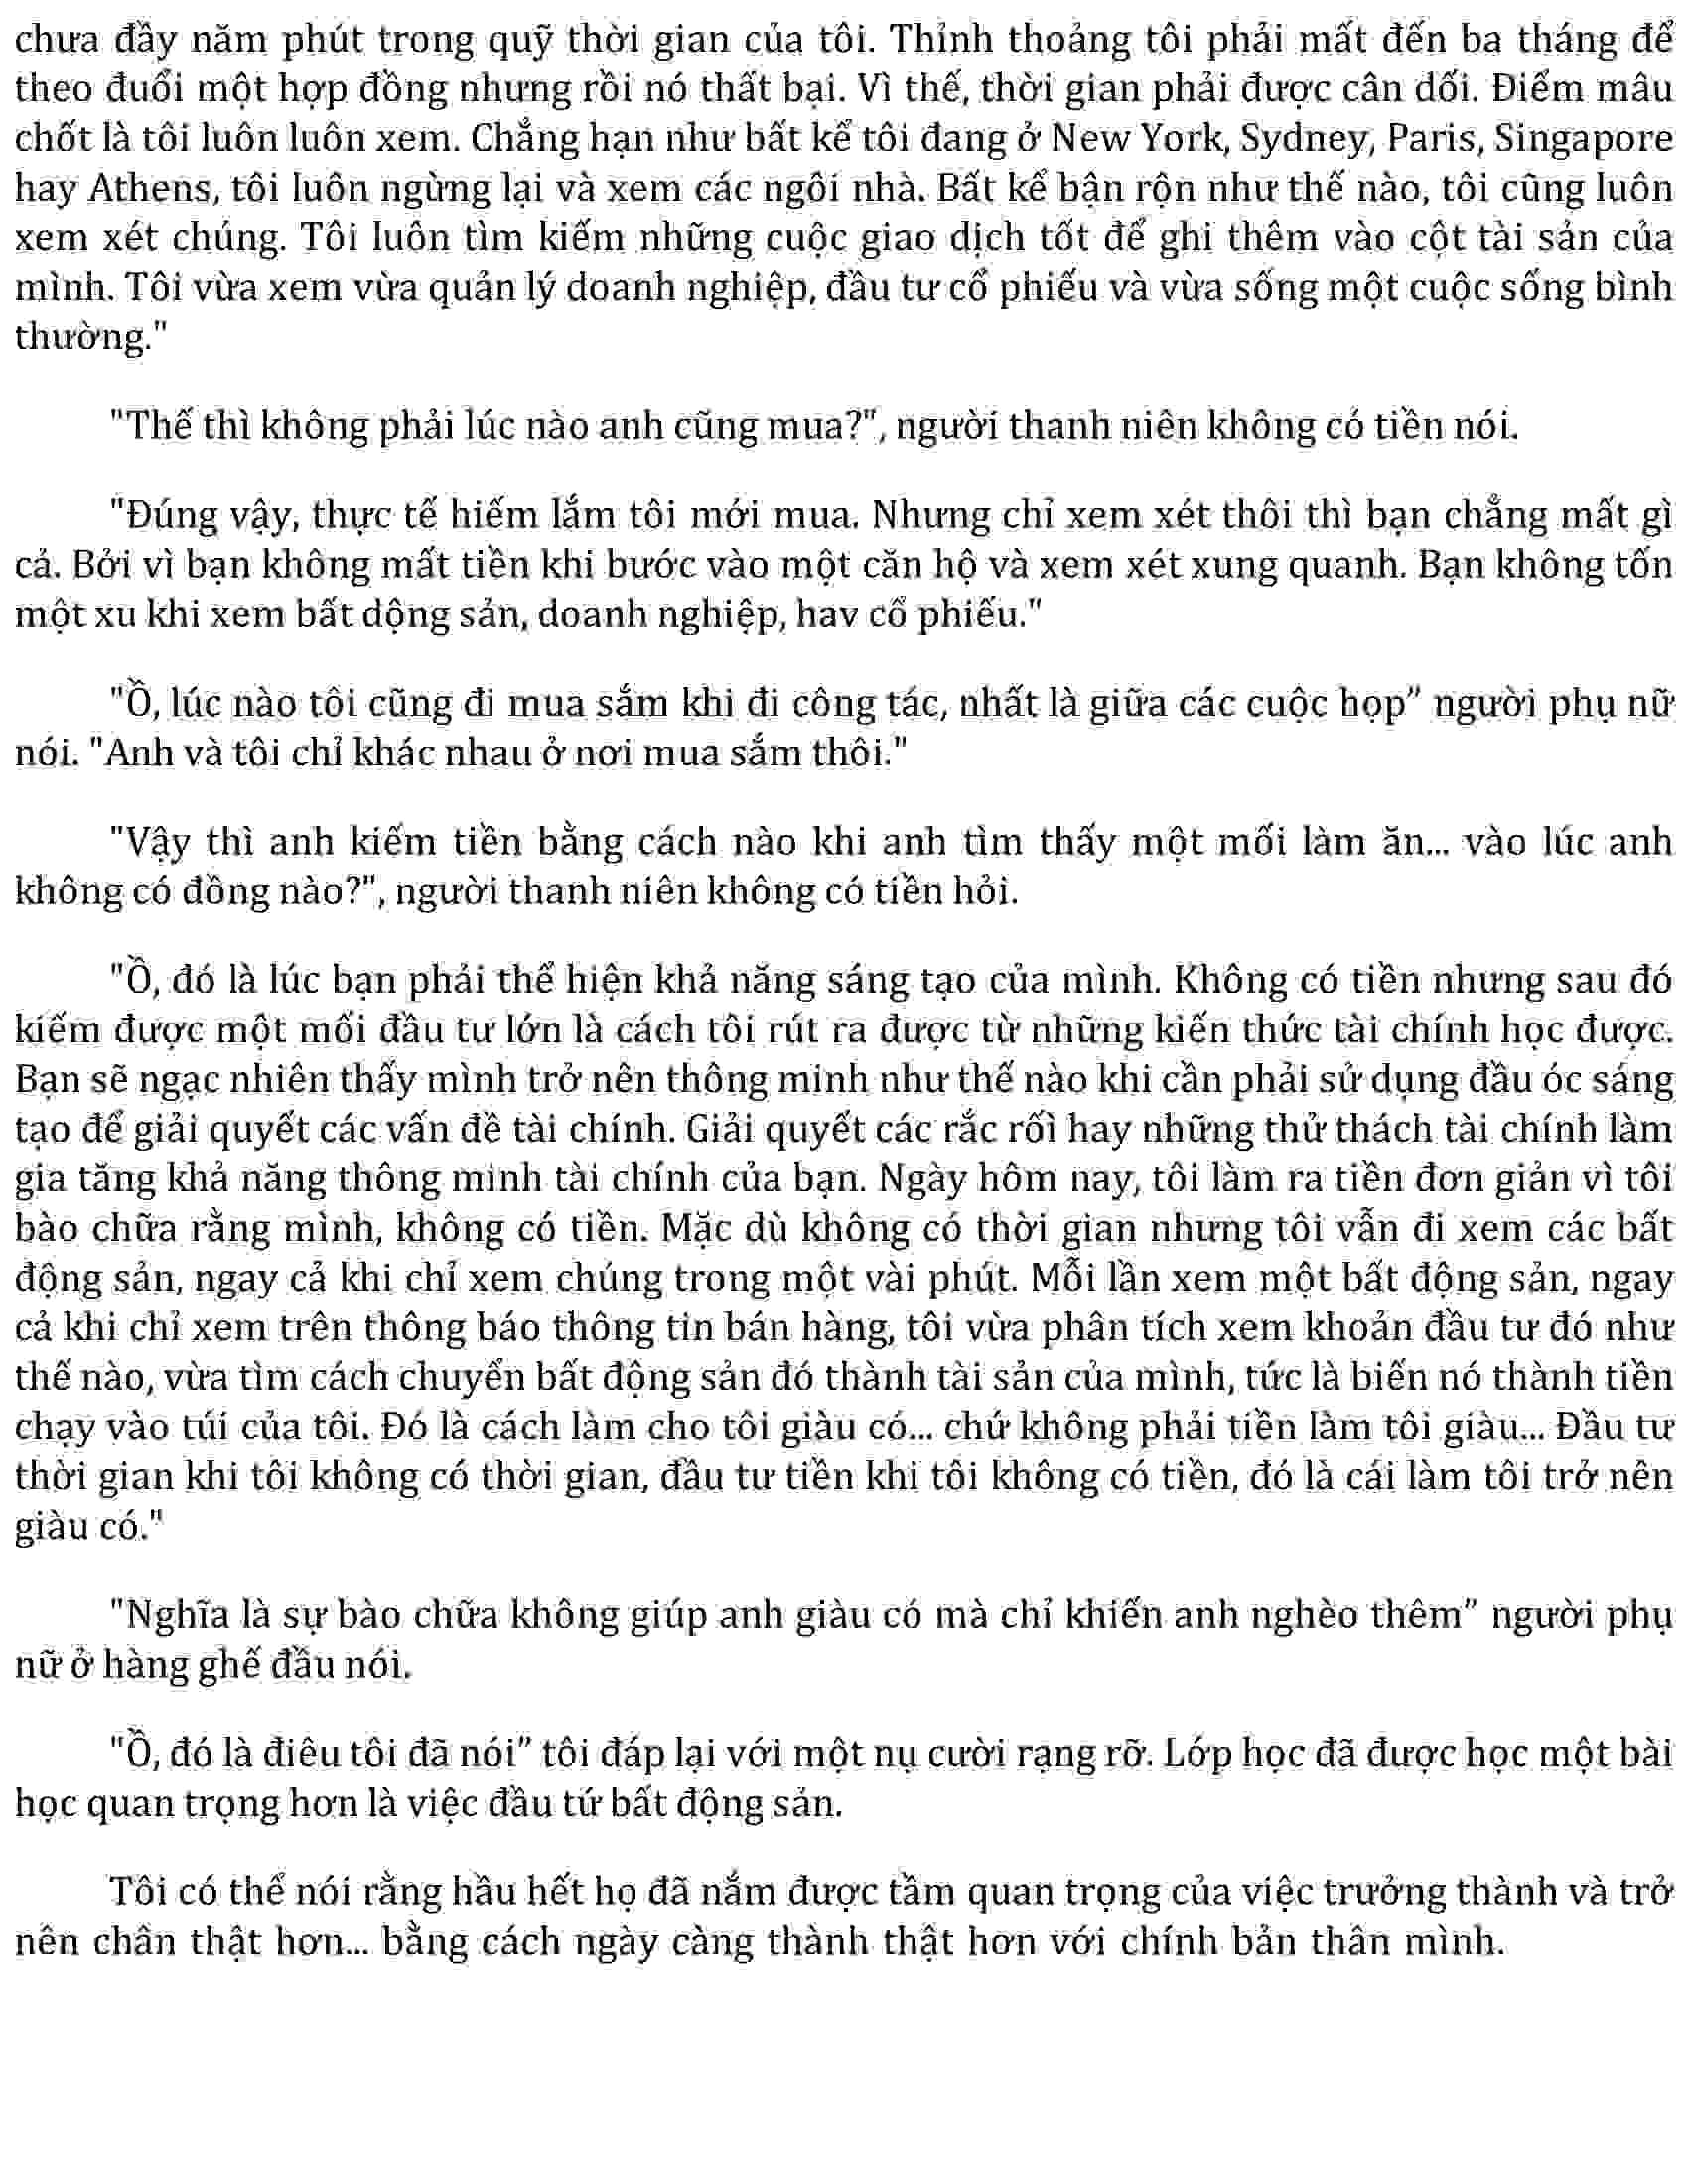 chưa đầy năm phút trong quỹ thời gian của tôi. Thỉnh thoảng tôi phải mất đến ba tháng để
theo đuổi một hợp đồng nhưng rồi nó thất bại. Vì thế, thời gian phải được cân dối. Điểm mâu
chốt là tôi luôn luôn xem. Chẳng hạn như bất kể tôi đang ở New York, Sydney, Paris, Singapore
hay Athens, tôi luôn ngừng lại và xem các ngôi nhà. Bất kể bận rộn như thế nào, tôi cũng luôn
xem xét chúng. Tôi luôn tìm kiếm những cuộc giao dịch tốt để ghi thêm vào cột tài sản của
mình. Tôi vừa xem vừa quản lý doanh nghiệp, đầu tư cổ phiếu và vừa sống một cuộc sống bình
thường."
"Thế thì không phải lúc nào anh cũng mua?", người thanh niên không có tiền nói.
"Đúng vậy, thực tế hiếm lắm tôi mới mua. Nhưng chỉ xem xét thôi thì bạn chẳng mất gì
cả. Bởi vì bạn không mất tiền khi bước vào một căn hộ và xem xét xung quanh. Bạn không tốn
một xu khi xem bất dộng sản, doanh nghiệp, hav cổ phiếu."
"Ồ, lúc nào tôi cũng đi mua sắm khi đi công tác, nhất là giữa các cuộc họp” người phụ nữ
nói. "Anh và tôi chỉ khác nhau ở nơi mua sắm thôi."
"Vậy thì anh kiếm tiền bằng cách nào khi anh tìm thấy một mối làm ăn... vào lúc anh
không có đồng nào?", người thanh niên không có tiền hỏi.
"Ồ, đó là lúc bạn phải thể hiện khả năng sáng tạo của mình. Không có tiền nhưng sau đó
kiếm được một mối đầu tư lớn là cách tôi rút ra được từ những kiến thức tài chính học được.
Bạn sẽ ngạc nhiên thấy mình trở nên thông minh như thế nào khi cần phải sử dụng đầu óc sáng
tạo để giải quyết các vấn đề tài chính. Giải quyết các rắc rối hay những thử thách tài chính làm
gia tăng khả năng thông minh tài chính của bạn. Ngày hôm nay, tôi làm ra tiền đơn giản vì tôi
bào chữa rằng mình, không có tiền. Mặc dù không có thời gian nhưng tôi vẫn đi xem các bất
động sản, ngay cả khi chỉ xem chúng trong một vài phút. Mỗi lần xem một bất động sản, ngay
cả khi chỉ xem trên thông báo thông tin bán hàng, tôi vừa phân tích xem khoản đầu tư đó như
thế nào, vừa tìm cách chuyển bất động sản đó thành tài sản của mình, tức là biến nó thành tiền
chạy vào túi của tôi. Đó là cách làm cho tôi giàu có... chứ không phải tiền làm tôi giàu... Đầu tư
thời gian khi tôi không có thời gian, đầu tư tiền khi tôi không có tiền, đó là cái làm tôi trở nên
giàu có."
"Nghĩa là sự bào chữa không giúp anh giàu có mà chỉ khiến anh nghèo thêm” người phụ
nữ ở hàng ghế đầu nói.
"Ồ, đó là điêu tôi đã nói” tôi đáp lại với một nụ cười rạng rỡ. Lớp học đã được học một bài
học quan trọng hơn là việc đầu tứ bất động sản.
Tôi có thể nói rằng hầu hết họ đã nắm được tầm quan trọng của việc trưởng thành và trở
nên chân thật hơn... bằng cách ngày càng thành thật hơn với chính bản thân mình.